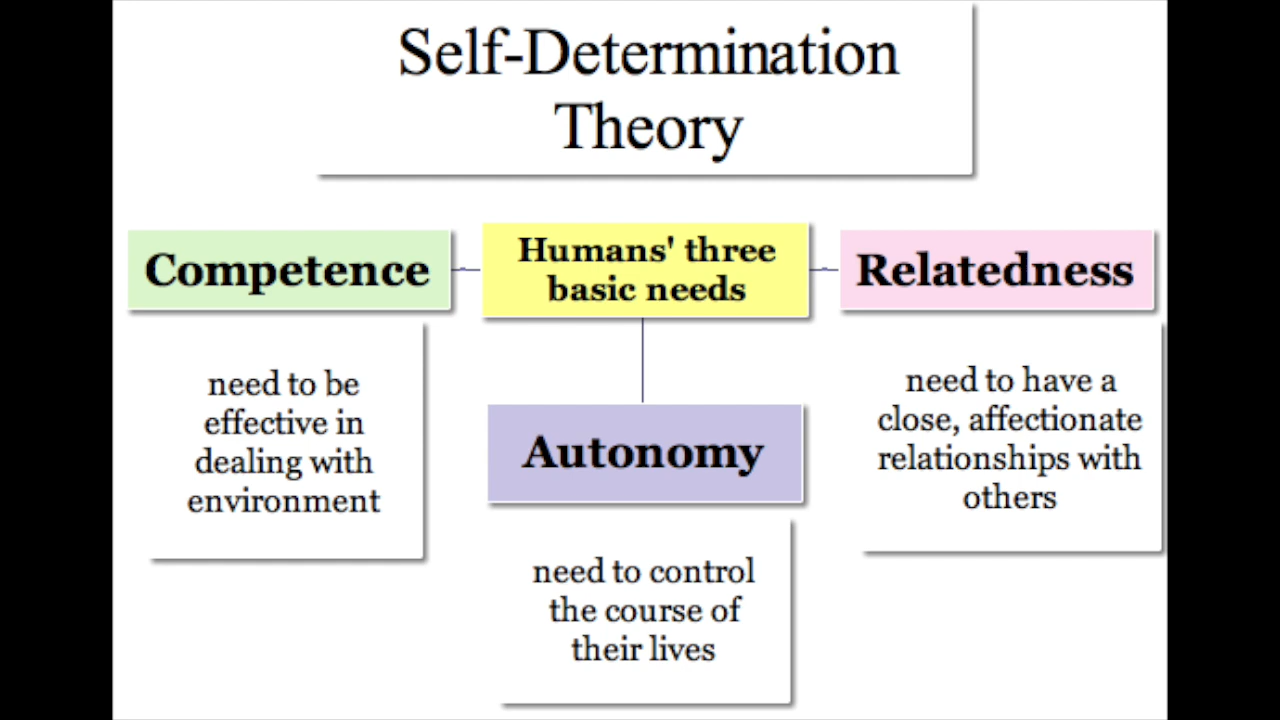 Self-Determination
Theory
Competence
Humans' three
basic needs
Relatedness
need to be
effective in
dealing with
environment
Autonomy
need to control
the course of
their lives
need to have a
close, affectionate
relationships with
others